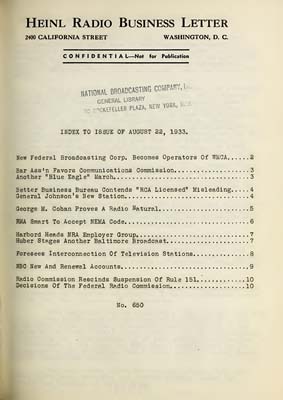 HEINL RADIO BUSINESS LETTER
2400 CALIFORNIA STREET WASHINGTON, D. C.
CONFIDENTIAL—Not for Publication
NATIONAL BROADCASTING COMPANY,
GENERAL LIBRARY
ROCKEFELLER PLAZA, NEW YORK,
INDEX TO ISSUE OF AUGUST 22, 1933.
New Federal Broadcasting Corp. Becomes Operators Of WMCA......2
Bar Ass'n Favors Communications Commission....................3
Another "Blue Eagle" March....................................3
Better Business Bureau Contends "RCA Licensed" Misleading.....4
General Johnson's New Station.................................4
George M. Cohan Proves A Radio Natural........................5
RMA Smart To Accept NEMA Code.................................6
Harbord Heads NRA Employer Group..............................7
Huber Stages Another Baltimore Broadcast......................7
Foresees Interconnection Of Television Stations...............8
NBC New And Renewal Accounts..................................9
Radio Commission Rescinds Suspension Of Rule 151.............10
Decisions Of The Federal Radio Commission....................10
No. 650